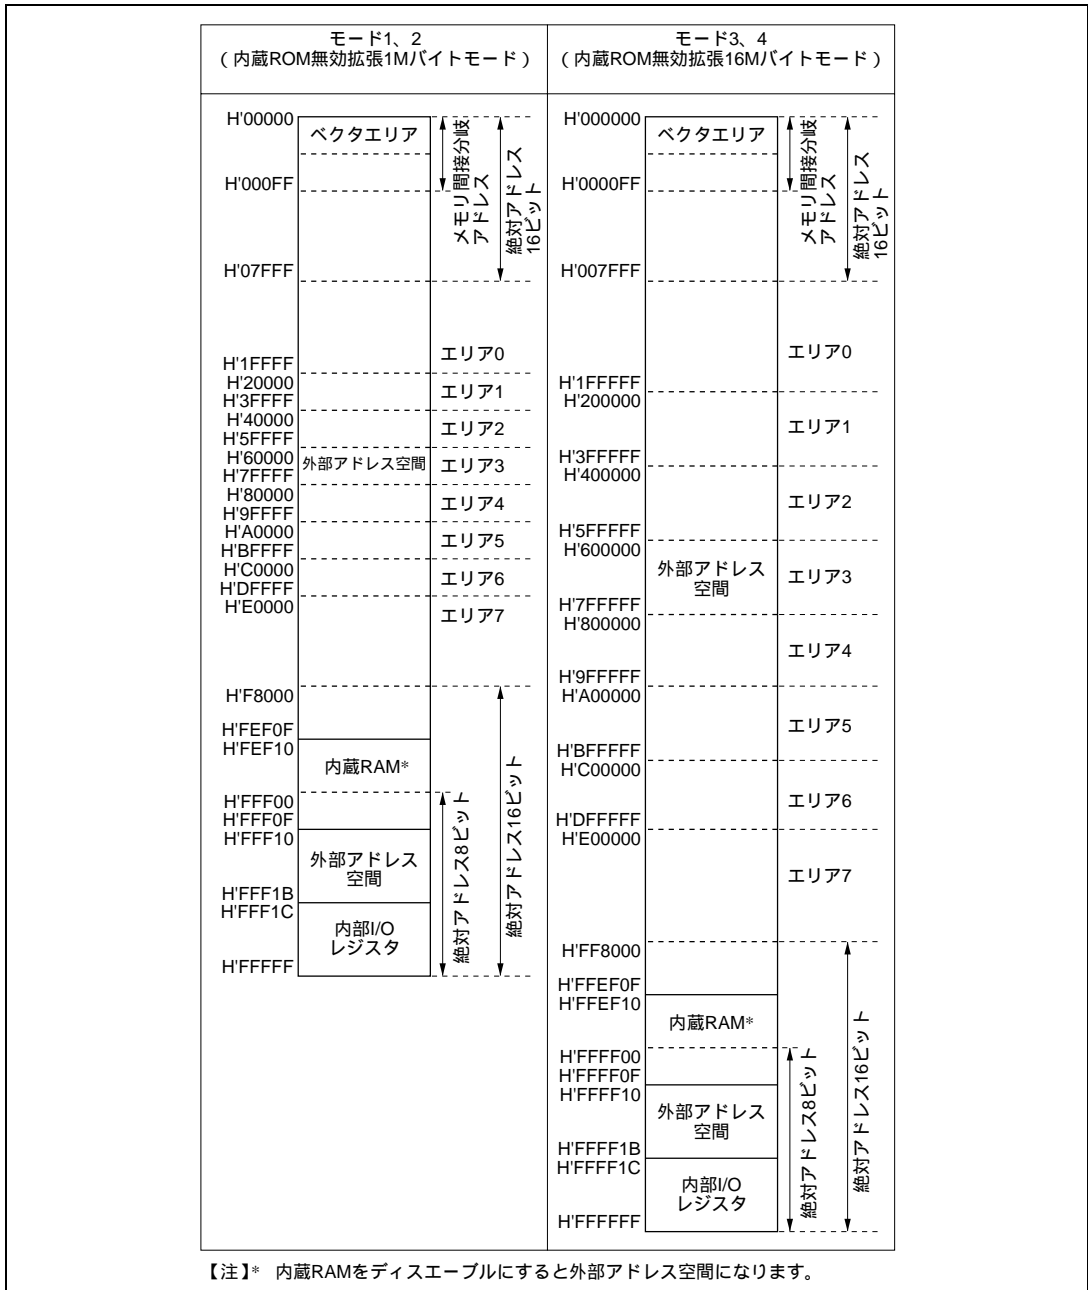 モード1、2
（内蔵ROM無効拡張1Mバイトモード）
H'00000
ベクタエリア
H'000FF
メモリ間接分岐
アドレス
絶対アドレス
16ビット
H'07FFF
エリア0
H'1FFFF
H'20000
エリア1
H'3FFFF
H'40000
エリア2
H'5FFFF
H'60000
外部アドレス空間
エリア3
H'7FFFF
H'80000
エリア4
H'9FFFF
H'A0000
エリア5
H'BFFFF
H'C0000
エリア6
H'DFFFF
H'E0000
エリア7
H'F8000
H'FEF0F
H'FEF10
内蔵RAM*
H'FFF00
H'FFF0F
H'FFF10
外部アドレス
空間
H'FFF1B
H'FFF1C
内部I/O
レジスタ
H'FFFFF
絶対アドレス8ビット
絶対アドレス16ビット
モード3、4
（内蔵ROM無効拡張16Mバイトモード）
H'000000
ベクタエリア
H'0000FF
メモリ間接分岐
アドレス
絶対アドレス
16ビット
H'007FFF
エリア0
H'1FFFFF
H'200000
エリア1
H'3FFFFF
H'400000
エリア2
H'5FFFFF
H'600000
外部アドレス
空間
エリア3
H'7FFFFF
H'800000
エリア4
H'9FFFFF
H'A00000
エリア5
H'BFFFFF
H'C00000
エリア6
H'DFFFFF
H'E00000
エリア7
H'FF8000
H'FFEF0F
H'FFEF10
内蔵RAM*
H'FFFF00
H'FFFF0F
H'FFFF10
外部アドレス
空間
H'FFFF1B
H'FFFF1C
内部I/O
レジスタ
H'FFFFFF
絶対アドレス8ビット
絶対アドレス16ビット
【注】* 内蔵RAMをディスエーブルにすると外部アドレス空間になります。